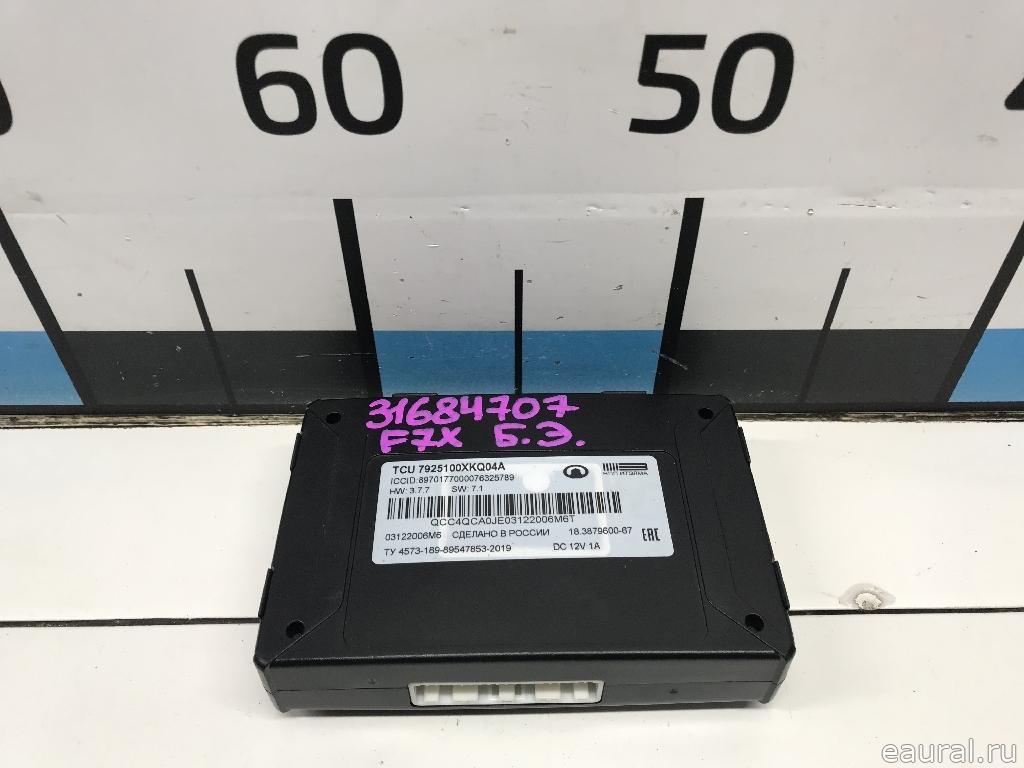 60 50
31684707
F7X Б.Э.
TCU 7925100XKQ04A
ICCID:8970177000076325789
HW: 3.7.7 SW: 7.1
QCC4QCA0JE03122006M6T
03122006M6 СДЕЛАНО В РОССИИ 18.3879600-67
ТУ 4573-189-89547853-2019 DC 12V 1A
EAC
eaural.ru